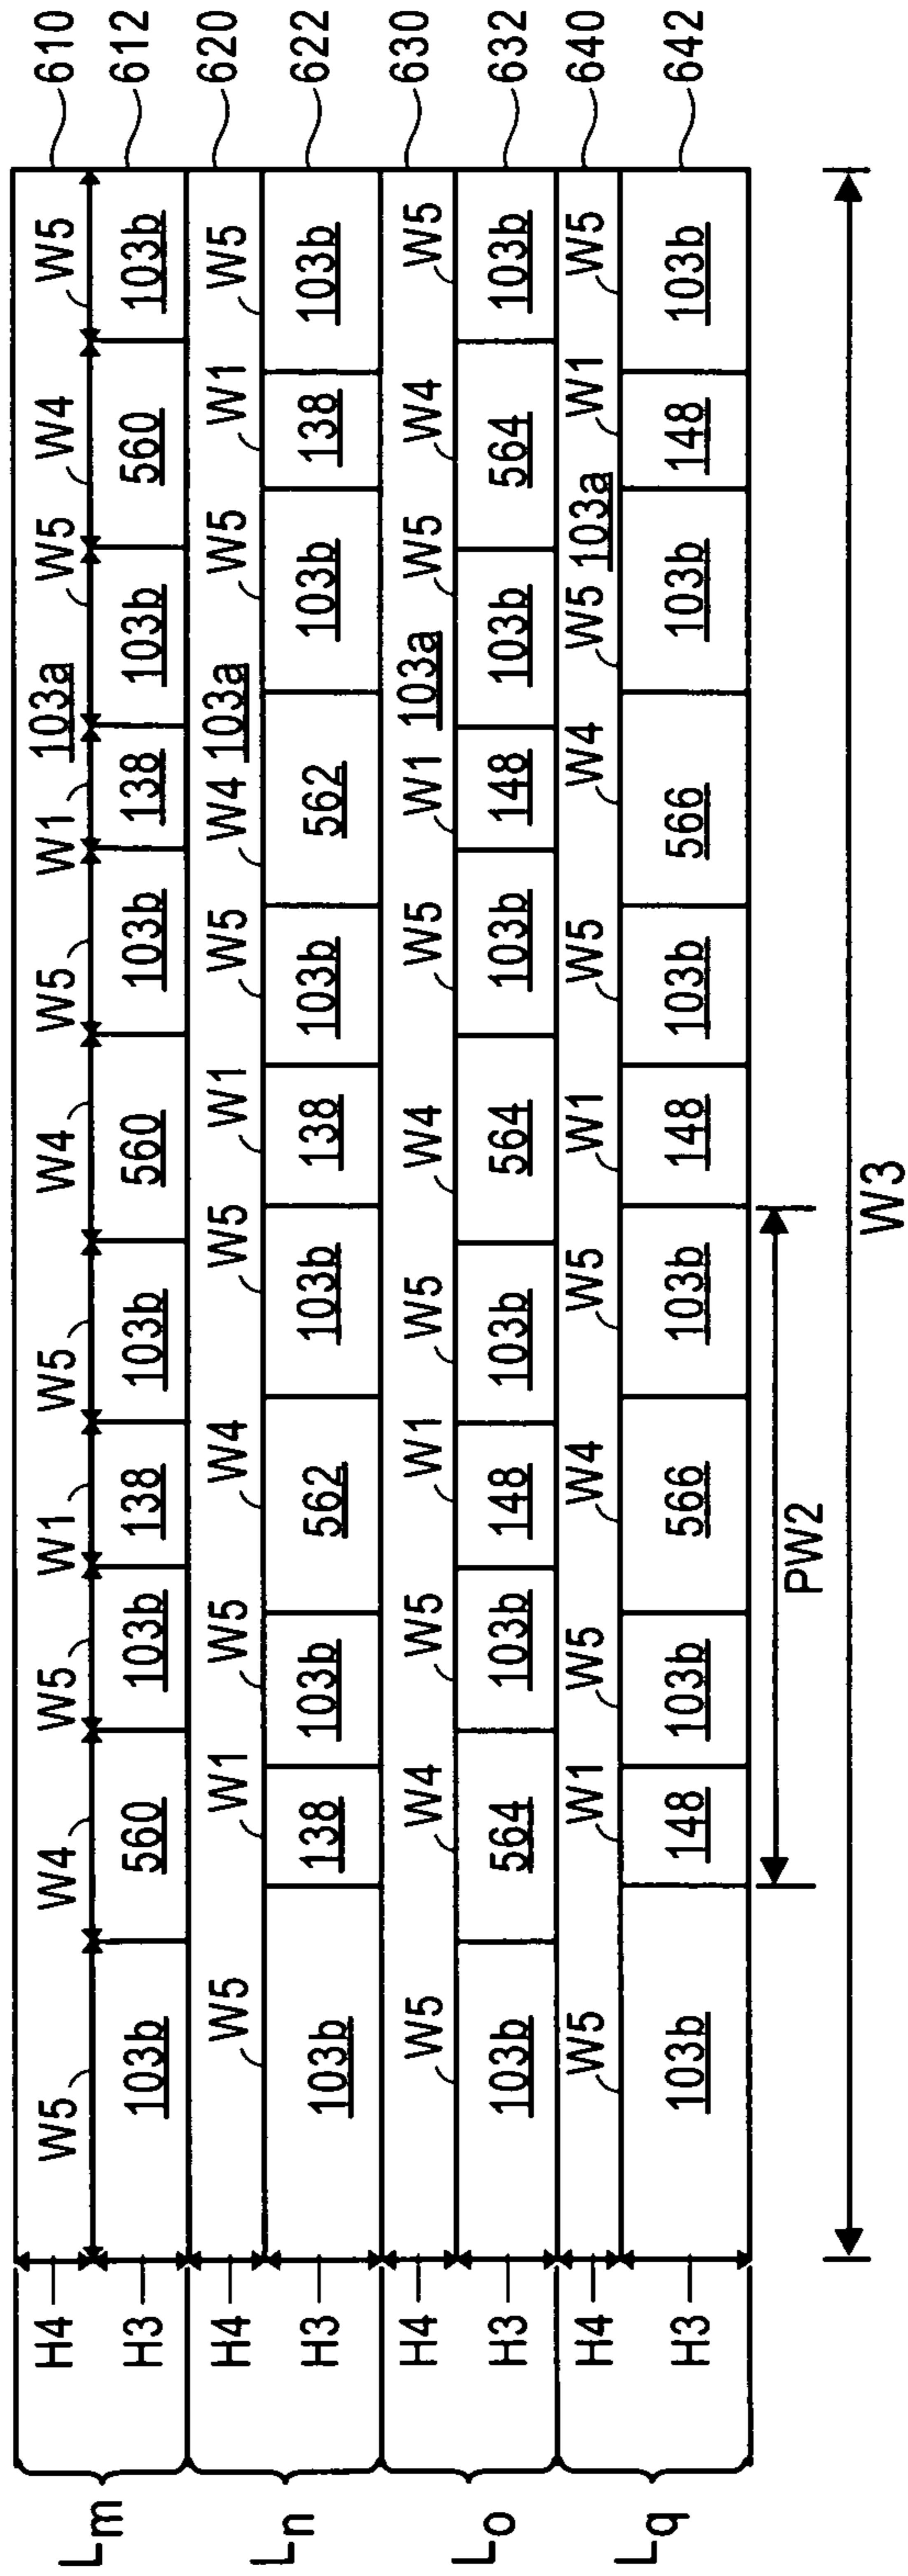 H4 W5 W4 W5 W1 W5 W4 W5 W1 103a W5 W4 W5 610
Lm
H3 103b 560 103b 138 103b 560 103b 138 103b 560 103b 612
H4 W5 W1 W5 W4 W5 W1 W5 W4 103a W5 W1 W5 620
Ln
H3 103b 138 103b 562 103b 138 103b 562 103b 138 103b 622
H4 W5 W4 W5 W1 W5 W4 W5 W1 103a W5 W4 W5 630
Lo
H3 103b 564 103b 148 103b 564 103b 148 103b 564 103b 632
H4 W5 W1 W5 W4 W5 W1 W5 W4 W5 103a W1 W5 640
Lq
H3 103b 148 103b 566 103b 148 103b 566 103b 148 103b 642
PW2
W3